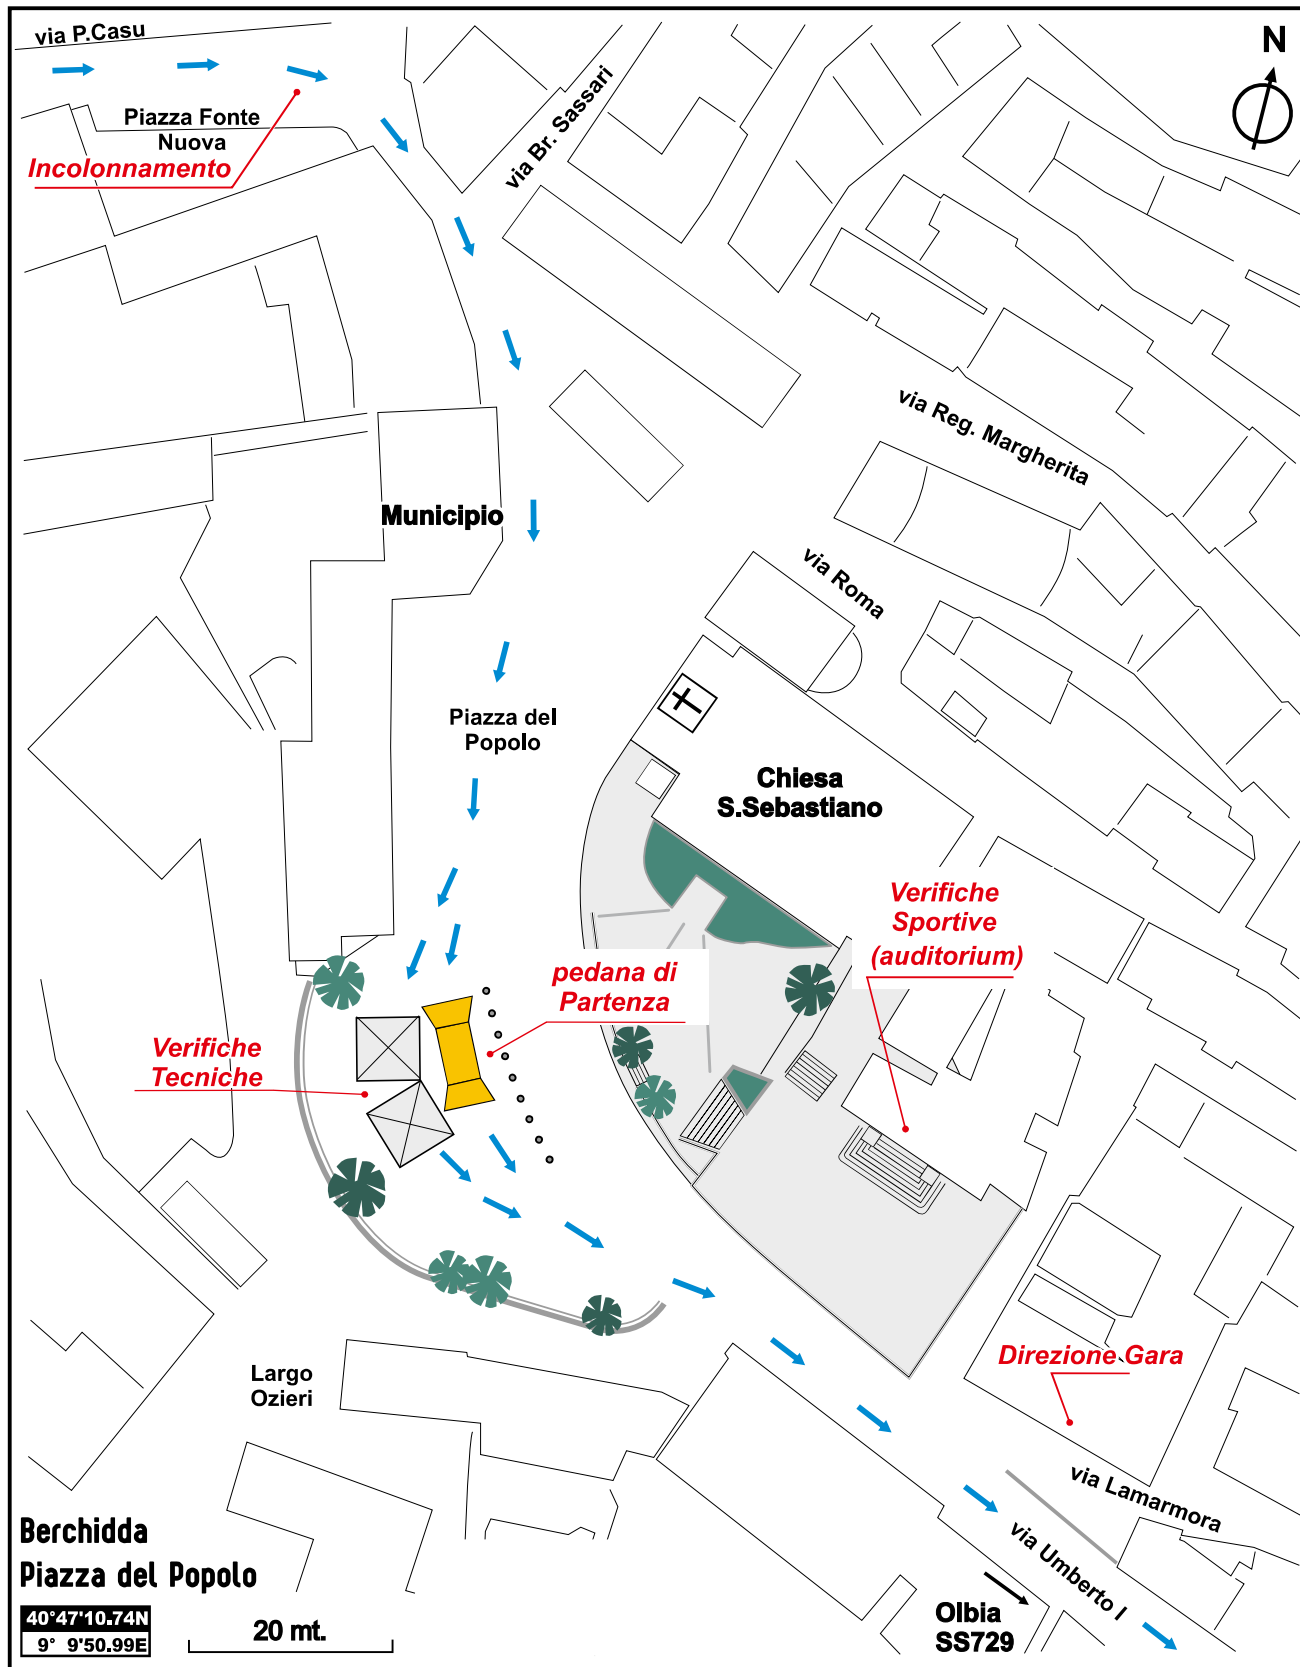 via P.Casu
N
Piazza Fonte
Nuova
Incolonnamento
via Br. Sassari
via Reg. Margherita
Municipio
via Roma
Piazza del
Popolo
Chiesa
S.Sebastiano
Verifiche
Sportive
(auditorium)
pedana di
Partenza
Verifiche
Tecniche
Direzione Gara
Largo
Ozieri
via Lamarmora
via Umberto I
Berchidda
Piazza del Popolo
40°47'10.74N
9° 9'50.99E
20 mt.
Olbia
SS729